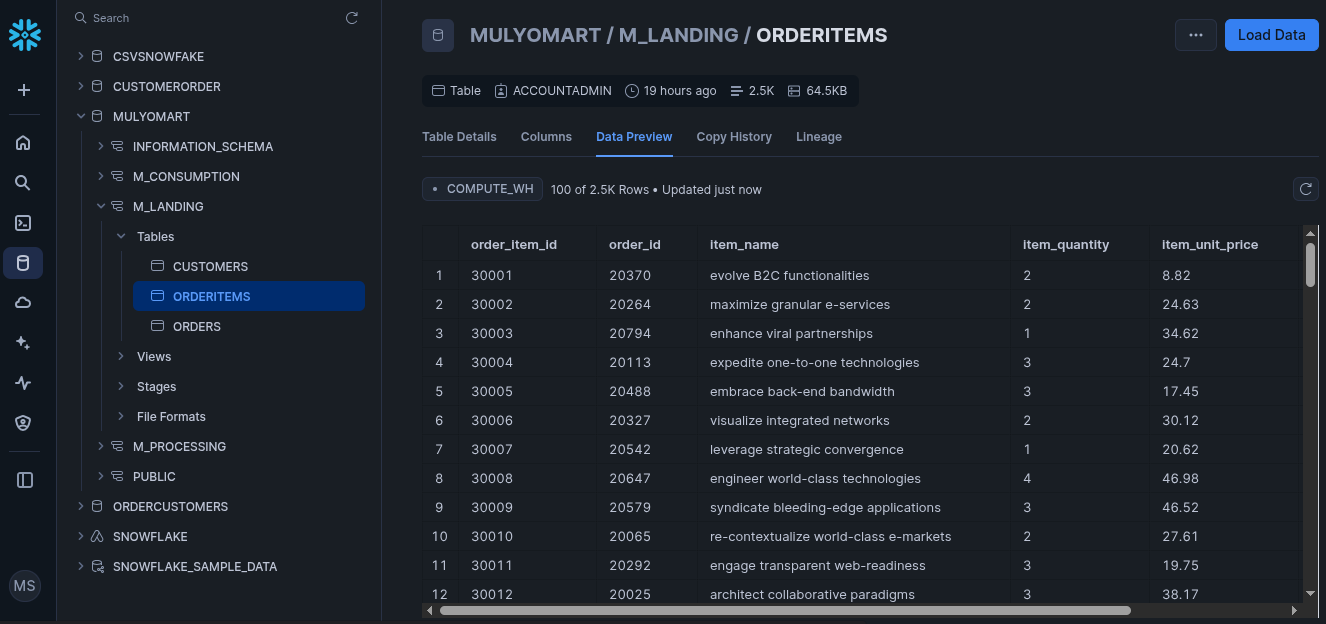 Search
CSVSNOWFAKE
CUSTOMERORDER
MULYOMART
INFORMATION_SCHEMA
M_CONSUMPTION
M_LANDING
Tables
CUSTOMERS
ORDERITEMS
ORDERS
Views
Stages
File Formats
M_PROCESSING
PUBLIC
ORDERCUSTOMERS
SNOWFLAKE
SNOWFLAKE_SAMPLE_DATA
MS
MULYOMART / M_LANDING / ORDERITEMS
Load Data
Table ACCOUNTADMIN 19 hours ago 2.5K 64.5KB
Table Details Columns Data Preview Copy History Lineage
COMPUTE_WH 100 of 2.5K Rows • Updated just now
order_item_id order_id item_name item_quantity item_unit_price
1 30001 20370 evolve B2C functionalities 2 8.82
2 30002 20264 maximize granular e-services 2 24.63
3 30003 20794 enhance viral partnerships 1 34.62
4 30004 20113 expedite one-to-one technologies 3 24.7
5 30005 20488 embrace back-end bandwidth 3 17.45
6 30006 20327 visualize integrated networks 2 30.12
7 30007 20542 leverage strategic convergence 1 20.62
8 30008 20647 engineer world-class technologies 4 46.98
9 30009 20579 syndicate bleeding-edge applications 3 46.52
10 30010 20065 re-contextualize world-class e-markets 2 27.61
11 30011 20292 engage transparent web-readiness 3 19.75
12 30012 20025 architect collaborative paradigms 3 38.17